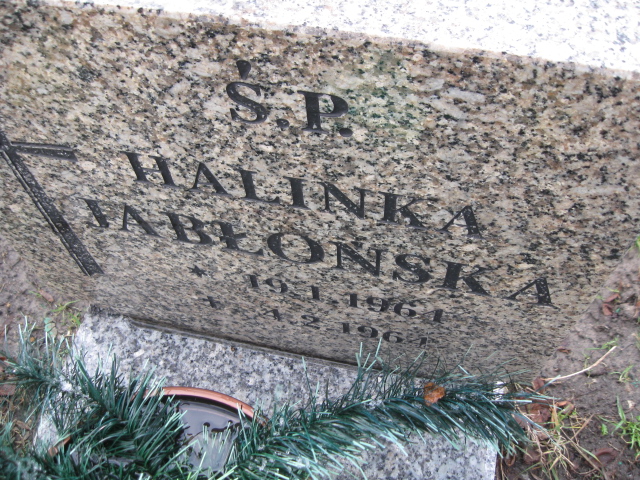 Ś.P.
HALINKA
JABŁOŃSKA
* 19.1.1964
+ 4.2.1964